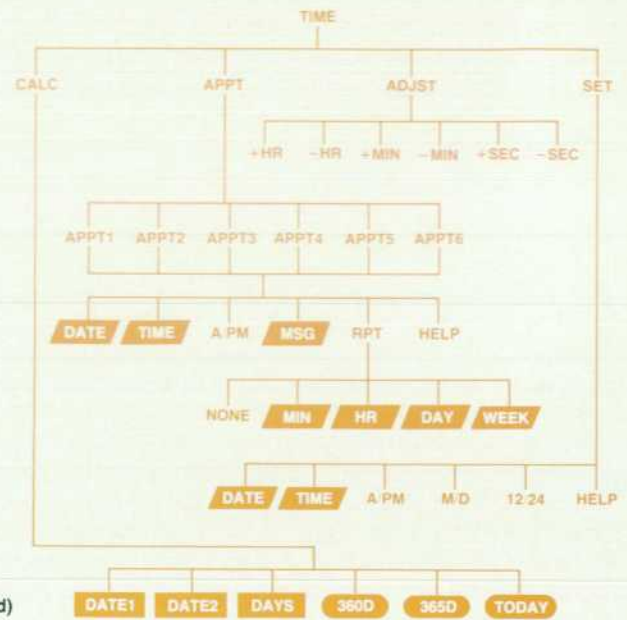 TIME
CALC APPT ADJST SET
+HR -HR +MIN -MIN +SEC -SEC
APPT1 APPT2 APPT3 APPT4 APPT5 APPT6
DATE TIME A/PM MSG RPT HELP
NONE MIN HR DAY WEEK
DATE TIME A/PM M/D 12/24 HELP
d) DATE1 DATE2 DAYS 360D 365D TODAY